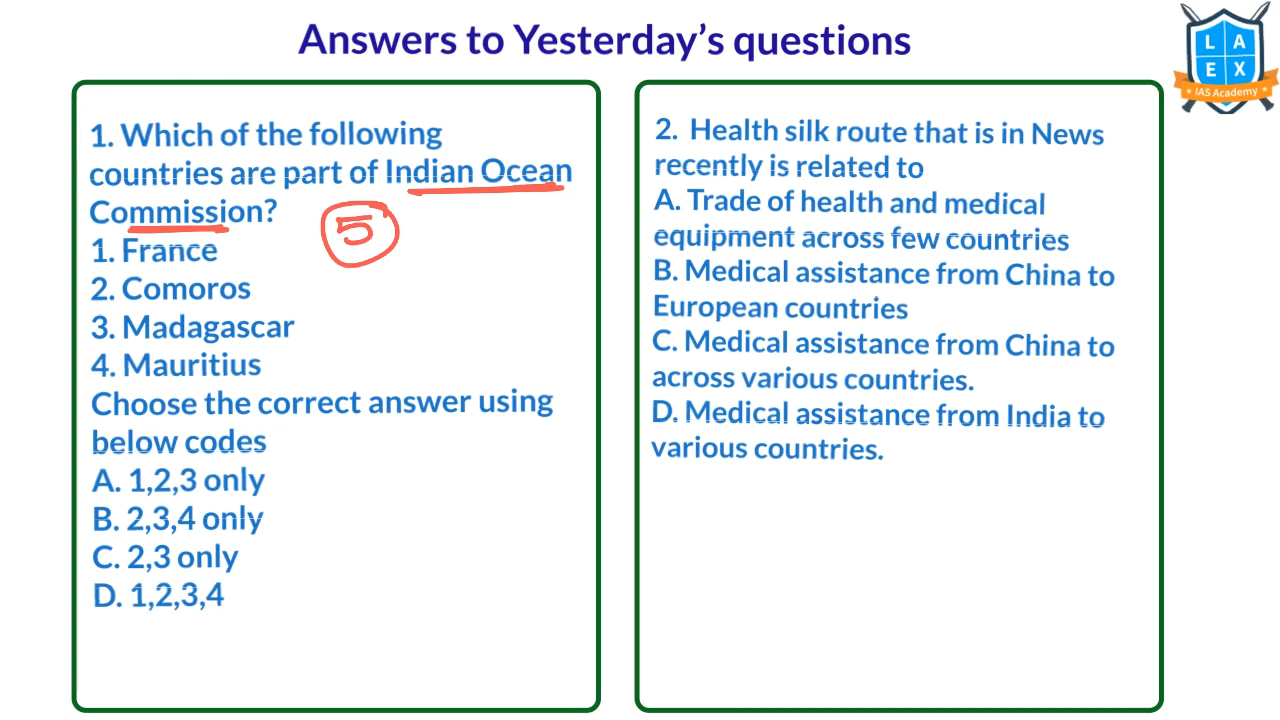 Answers to Yesterday's questions
L A
E X
IAS Academy
1. Which of the following
countries are part of Indian Ocean
Commission?
5
1. France
2. Comoros
3. Madagascar
4. Mauritius
Choose the correct answer using
below codes
A. 1,2,3 only
B. 2,3,4 only
C. 2,3 only
D. 1,2,3,4
2. Health silk route that is in News
recently is related to
A. Trade of health and medical
equipment across few countries
B. Medical assistance from China to
European countries
C. Medical assistance from China to
across various countries.
D. Medical assistance from India to
various countries.